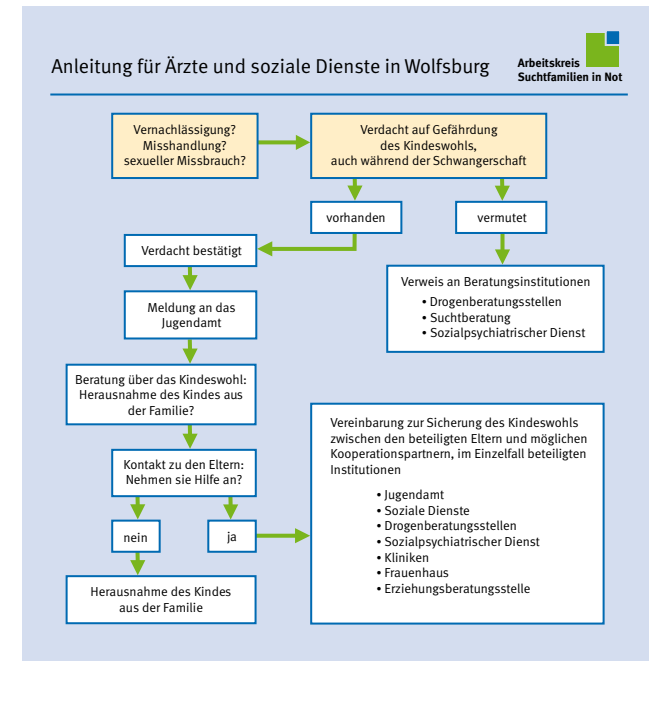 Anleitung für Ärzte und soziale Dienste in Wolfsburg
Arbeitskreis
Suchtfamilien in Not
Vernachlässigung?
Misshandlung?
sexueller Missbrauch?
Verdacht auf Gefährdung
des Kindeswohls,
auch während der Schwangerschaft
vorhanden
vermutet
Verdacht bestätigt
Verweis an Beratungsinstitutionen
• Drogenberatungsstellen
• Suchtberatung
• Sozialpsychiatrischer Dienst
Meldung an das
Jugendamt
Beratung über das Kindeswohl:
Herausnahme des Kindes aus
der Familie?
Kontakt zu den Eltern:
Nehmen sie Hilfe an?
nein
ja
Herausnahme des Kindes
aus der Familie
Vereinbarung zur Sicherung des Kindeswohls
zwischen den beteiligten Eltern und möglichen
Kooperationspartnern, im Einzelfall beteiligten
Institutionen
• Jugendamt
• Soziale Dienste
• Drogenberatungsstellen
• Sozialpsychiatrischer Dienst
• Kliniken
• Frauenhaus
• Erziehungsberatungsstelle